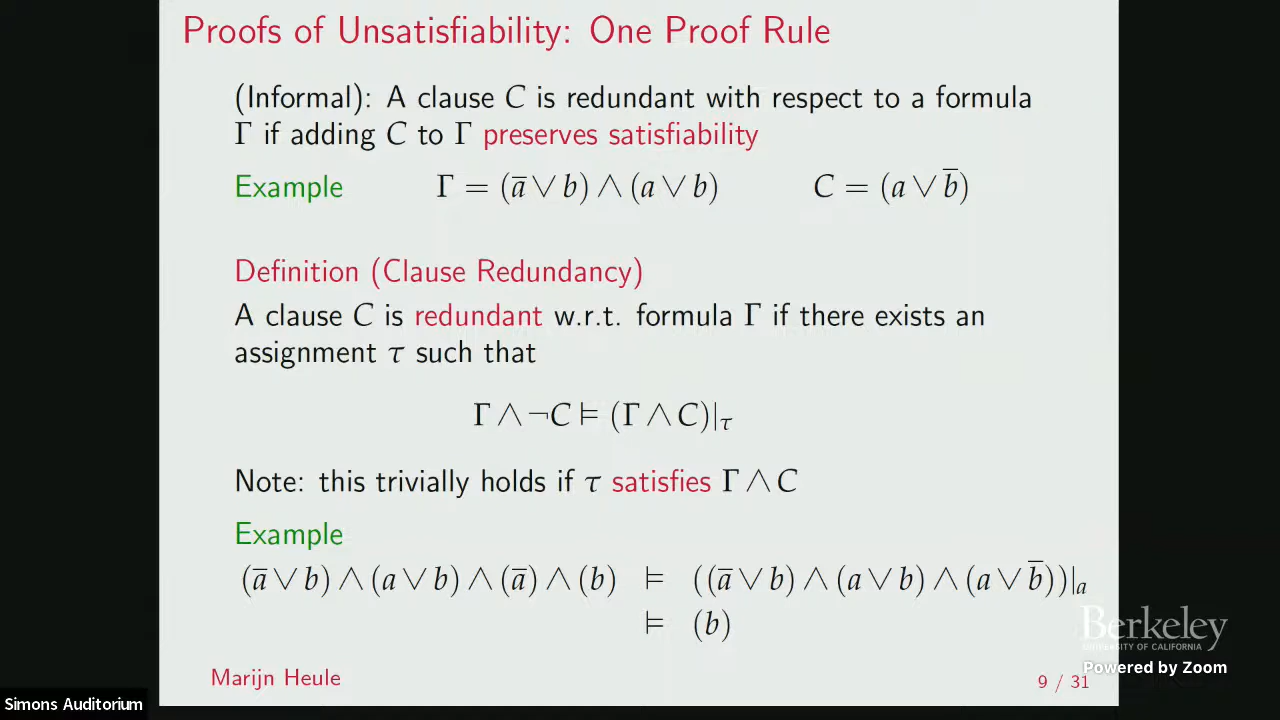 Proofs of Unsatisfiability: One Proof Rule
(Informal): A clause C is redundant with respect to a formula
Γ if adding C to Γ preserves satisfiability
Example Γ = (a̅ ∨ b) ∧ (a ∨ b) C = (a ∨ b̅)
Definition (Clause Redundancy)
A clause C is redundant w.r.t. formula Γ if there exists an
assignment τ such that
Γ ∧ ¬C ⊨ (Γ ∧ C)|τ
Note: this trivially holds if τ satisfies Γ ∧ C
Example
(a̅ ∨ b) ∧ (a ∨ b) ∧ (a̅) ∧ (b) ⊨ ((a̅ ∨ b) ∧ (a ∨ b) ∧ (a ∨ b̅))|a
⊨ (b)
Berkeley
UNIVERSITY OF CALIFORNIA
Powered by Zoom
Marijn Heule
9 / 31
Simons Auditorium